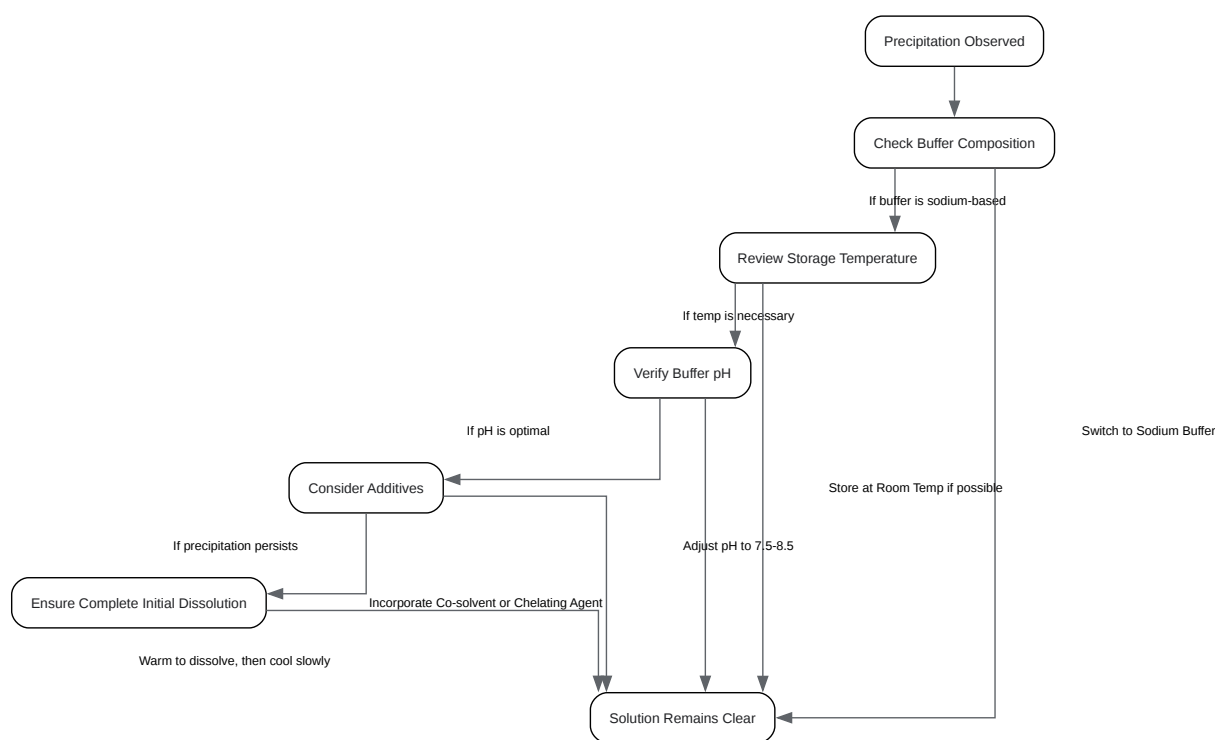 Precipitation Observed
Check Buffer Composition
If buffer is sodium-based
Review Storage Temperature
If temp is necessary
Verify Buffer pH
If pH is optimal
Switch to Sodium Buffer
Consider Additives
Store at Room Temp if possible
If precipitation persists
Adjust pH to 7.5-8.5
Ensure Complete Initial Dissolution
Incorporate Co-solvent or Chelating Agent
Warm to dissolve, then cool slowly
Solution Remains Clear